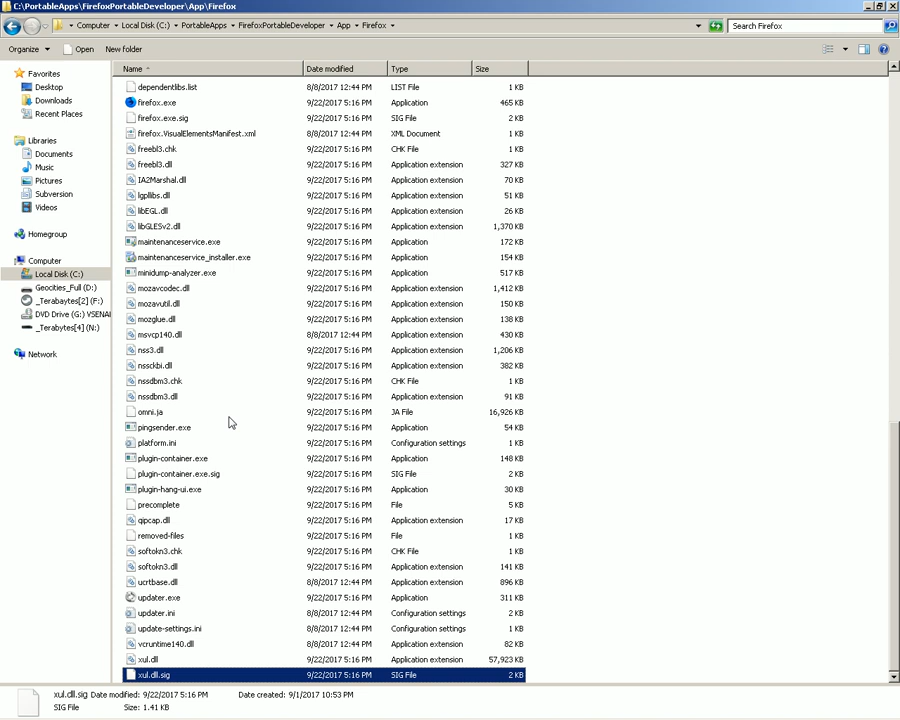 C:\PortableApps\FirefoxPortableDeveloper\App\Firefox
Computer Local Disk (C:) PortableApps FirefoxPortableDeveloper App Firefox Search Firefox
Organize Open New folder
Favorites
Desktop
Downloads
Recent Places
Libraries
Documents
Music
Pictures
Subversion
Videos
Homegroup
Computer
Local Disk (C:)
Geocities_Full (D:)
_Terabaytes[2] (F:)
DVD Drive (G:) VSENA
_Terabytes[4] (N:)
Network
Name Date modified Type Size
dependentlibs.list 8/8/2017 12:44 PM LIST File 1 KB
firefox.exe 9/22/2017 5:16 PM Application 465 KB
firefox.exe.sig 9/22/2017 5:16 PM SIG File 2 KB
firefox.VisualElementsManifest.xml 8/8/2017 12:44 PM XML Document 1 KB
freebl3.chk 9/22/2017 5:16 PM CHK File 1 KB
freebl3.dll 9/22/2017 5:16 PM Application extension 327 KB
IA2Marshal.dll 9/22/2017 5:16 PM Application extension 70 KB
lgpllibs.dll 9/22/2017 5:16 PM Application extension 51 KB
libEGL.dll 9/22/2017 5:16 PM Application extension 26 KB
libGLESv2.dll 9/22/2017 5:16 PM Application extension 1,370 KB
maintenanceservice.exe 9/22/2017 5:16 PM Application 172 KB
maintenanceservice_installer.exe 9/22/2017 5:16 PM Application 154 KB
minidump-analyzer.exe 9/22/2017 5:16 PM Application 517 KB
mozavcodec.dll 9/22/2017 5:16 PM Application extension 1,412 KB
mozavutil.dll 9/22/2017 5:16 PM Application extension 150 KB
mozglue.dll 9/22/2017 5:16 PM Application extension 138 KB
msvcp140.dll 8/8/2017 12:44 PM Application extension 430 KB
nss3.dll 9/22/2017 5:16 PM Application extension 1,206 KB
nssckbi.dll 9/22/2017 5:16 PM Application extension 382 KB
nssdbm3.chk 9/22/2017 5:16 PM CHK File 1 KB
nssdbm3.dll 9/22/2017 5:16 PM Application extension 91 KB
omni.ja 9/22/2017 5:16 PM JA File 16,926 KB
pingsender.exe 9/22/2017 5:16 PM Application 54 KB
platform.ini 9/22/2017 5:16 PM Configuration settings 1 KB
plugin-container.exe 9/22/2017 5:16 PM Application 148 KB
plugin-container.exe.sig 9/22/2017 5:16 PM SIG File 2 KB
plugin-hang-ui.exe 9/22/2017 5:16 PM Application 30 KB
precomplete 9/22/2017 5:16 PM File 5 KB
qipcap.dll 9/22/2017 5:16 PM Application extension 17 KB
removed-files 9/22/2017 5:16 PM File 1 KB
softokn3.chk 9/22/2017 5:16 PM CHK File 1 KB
softokn3.dll 9/22/2017 5:16 PM Application extension 141 KB
ucrtbase.dll 8/8/2017 12:44 PM Application extension 896 KB
updater.exe 9/22/2017 5:16 PM Application 311 KB
updater.ini 8/8/2017 12:44 PM Configuration settings 2 KB
update-settings.ini 8/8/2017 12:44 PM Configuration settings 1 KB
vcruntime140.dll 8/8/2017 12:44 PM Application extension 82 KB
xul.dll 9/22/2017 5:16 PM Application extension 57,923 KB
xul.dll.sig 9/22/2017 5:16 PM SIG File 2 KB
xul.dll.sig Date modified: 9/22/2017 5:16 PM Date created: 9/1/2017 10:53 PM
SIG File Size: 1.41 KB